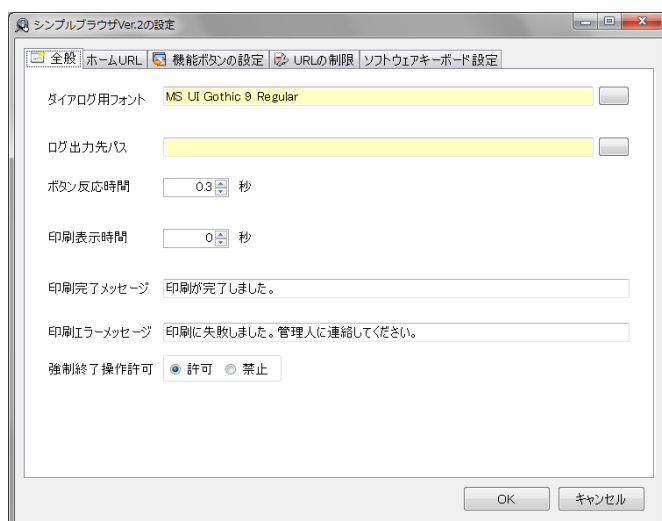 シンプルブラウザVer.2の設定
全般 ホームURL 機能ボタンの設定 URLの制限 ソフトウェアキーボード設定
ダイアログ用フォント MS UI Gothic 9 Regular
ログ出力先パス
ボタン反応時間 0.3 秒
印刷表示時間 0 秒
印刷完了メッセージ 印刷が完了しました。
印刷エラーメッセージ 印刷に失敗しました。管理人に連絡してください。
強制終了操作許可 許可 禁止
OK キャンセル